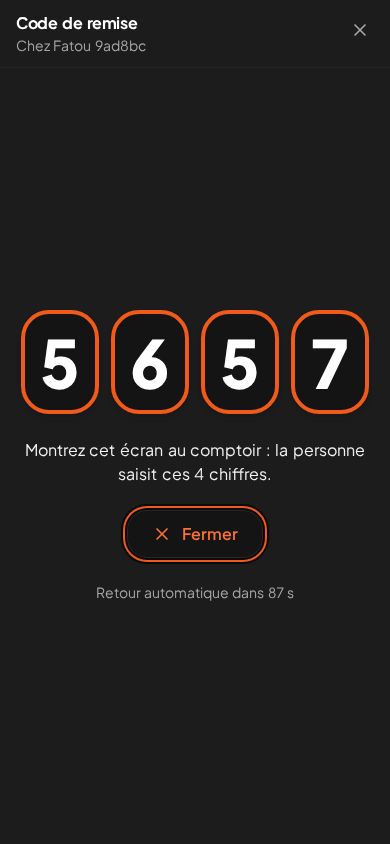 Code de remise
Chez Fatou 9ad8bc
5 6 5 7
Montrez cet écran au comptoir : la personne
saisit ces 4 chiffres.
Fermer
Retour automatique dans 87 s